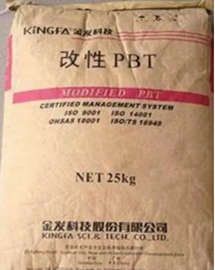 KINGFA 金发科技
改性 PBT
MODIFIED PBT
CERTIFIED MANAGEMENT SYSTEM
ISO 9001 ISO 14001
OHSAS 18001 ISO/TS 16949
NET 25kg
金发科技股份有限公司
KINGFA SCI.& TECH. CO., LTD.